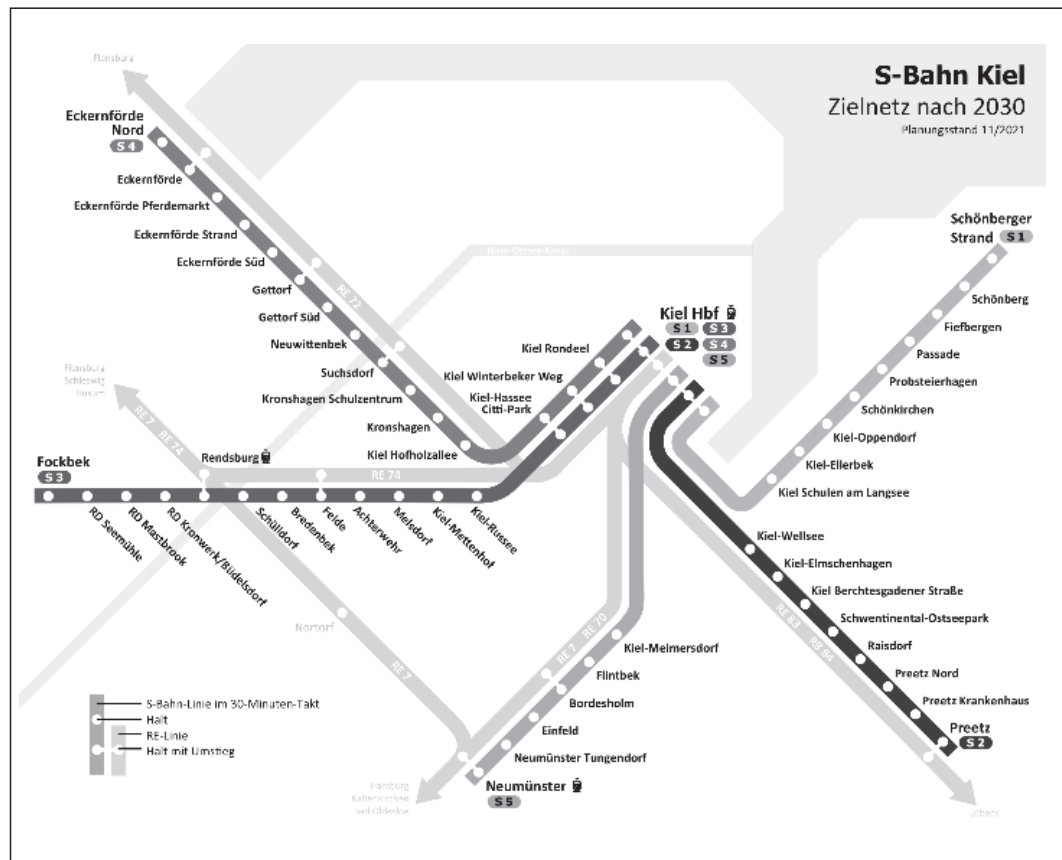 S-Bahn Kiel
Zielnetz nach 2030
Planungsstand 11/2021
Flensburg
Eckernförde
Nord
S 4
Eckernförde
Eckernförde Pferdemarkt
Eckernförde Strand
Eckernförde Süd
Gettorf
Gettorf Süd
Neuwittenbek
Suchsdorf
Kronshagen Schulzentrum
Kronshagen
Kiel Hofholzallee
RE 72
Nord-Ostsee-Kanal
Schönberger
Strand S 1
Schönberg
Fiefbergen
Passade
Probsteierhagen
Schönkirchen
Kiel-Oppendorf
Kiel-Ellerbek
Kiel Schulen am Langsee
Kiel Hbf
S 1 S 3
S 2 S 4
S 5
Kiel Rondeel
Kiel Winterbeker Weg
Kiel-Hassee
Citti-Park
Flensburg
Schleswig
Husum
RE 7 RE 74
Rendsburg
RE 74
Fockbek
S 3
RD Seemühle
RD Mastbrook
RD Kronwerk/Büdelsdorf
Schülldorf
Bredenbek
Felde
Achterwehr
Melsdorf
Kiel-Mettenhof
Kiel-Russee
Kiel-Wellsee
Kiel-Elmschenhagen
Kiel Berchtesgadener Straße
Schwentinental-Ostseepark
Raisdorf
Preetz Nord
Preetz Krankenhaus
Preetz
S 2
RE 83 RB 84
Lübeck
Nortorf
RE 7
RE 7 RE 70
Kiel-Meimersdorf
Flintbek
Bordesholm
Einfeld
Neumünster Tungendorf
Neumünster
S 5
Hamburg
Kaltenkirchen
Bad Oldesloe
S-Bahn-Linie im 30-Minuten-Takt
Halt
RE-Linie
Halt mit Umstieg